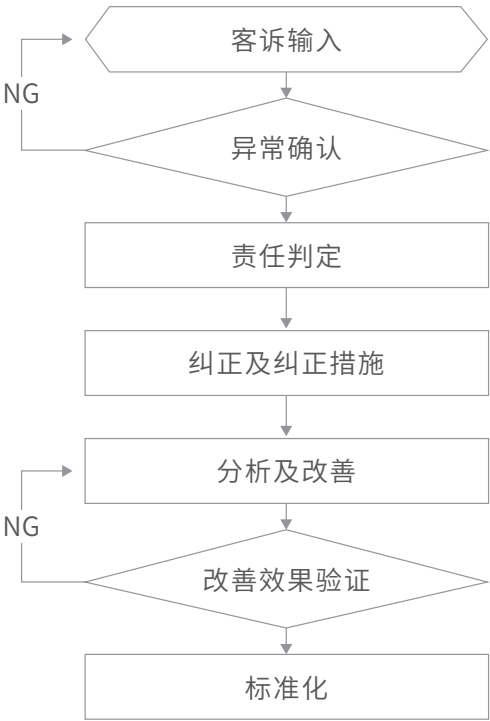 客诉输入
NG
异常确认
责任判定
纠正及纠正措施
分析及改善
NG
改善效果验证
标准化